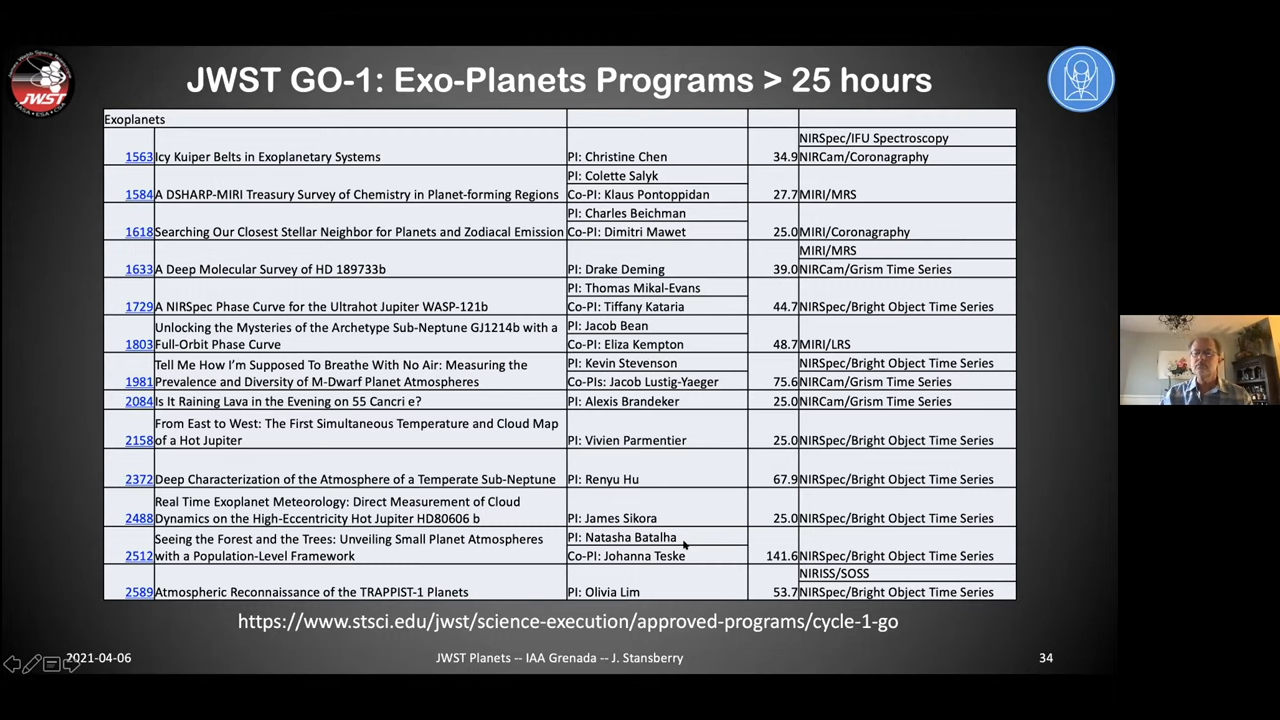 JWST GO-1: Exo-Planets Programs > 25 hours
JWST
Exoplanets
NIRSpec/IFU Spectroscopy
1563 Icy Kuiper Belts in Exoplanetary Systems PI: Christine Chen 34.9 NIRCam/Coronagraphy
PI: Colette Salyk
1584 A DSHARP-MIRI Treasury Survey of Chemistry in Planet-forming Regions Co-PI: Klaus Pontoppidan 27.7 MIRI/MRS
PI: Charles Beichman
1618 Searching Our Closest Stellar Neighbor for Planets and Zodiacal Emission Co-PI: Dimitri Mawet 25.0 MIRI/Coronagraphy
MIRI/MRS
1633 A Deep Molecular Survey of HD 189733b PI: Drake Deming 39.0 NIRCam/Grism Time Series
PI: Thomas Mikal-Evans
1729 A NIRSpec Phase Curve for the Ultrahot Jupiter WASP-121b Co-PI: Tiffany Kataria 44.7 NIRSpec/Bright Object Time Series
Unlocking the Mysteries of the Archetype Sub-Neptune GJ1214b with a PI: Jacob Bean
1803 Full-Orbit Phase Curve Co-PI: Eliza Kempton 48.7 MIRI/LRS
Tell Me How I'm Supposed To Breathe With No Air: Measuring the PI: Kevin Stevenson NIRSpec/Bright Object Time Series
1981 Prevalence and Diversity of M-Dwarf Planet Atmospheres Co-PIs: Jacob Lustig-Yaeger 75.6 NIRCam/Grism Time Series
2084 Is It Raining Lava in the Evening on 55 Cancri e? PI: Alexis Brandeker 25.0 NIRCam/Grism Time Series
From East to West: The First Simultaneous Temperature and Cloud Map
2158 of a Hot Jupiter PI: Vivien Parmentier 25.0 NIRSpec/Bright Object Time Series
2372 Deep Characterization of the Atmosphere of a Temperate Sub-Neptune PI: Renyu Hu 67.9 NIRSpec/Bright Object Time Series
Real Time Exoplanet Meteorology: Direct Measurement of Cloud
2488 Dynamics on the High-Eccentricity Hot Jupiter HD80606 b PI: James Sikora 25.0 NIRSpec/Bright Object Time Series
Seeing the Forest and the Trees: Unveiling Small Planet Atmospheres PI: Natasha Batalha
2512 with a Population-Level Framework Co-PI: Johanna Teske 141.6 NIRSpec/Bright Object Time Series
NIRISS/SOSS
2589 Atmospheric Reconnaissance of the TRAPPIST-1 Planets PI: Olivia Lim 53.7 NIRSpec/Bright Object Time Series
https://www.stsci.edu/jwst/science-execution/approved-programs/cycle-1-go
2021-04-06 JWST Planets -- IAA Grenada -- J. Stansberry 34